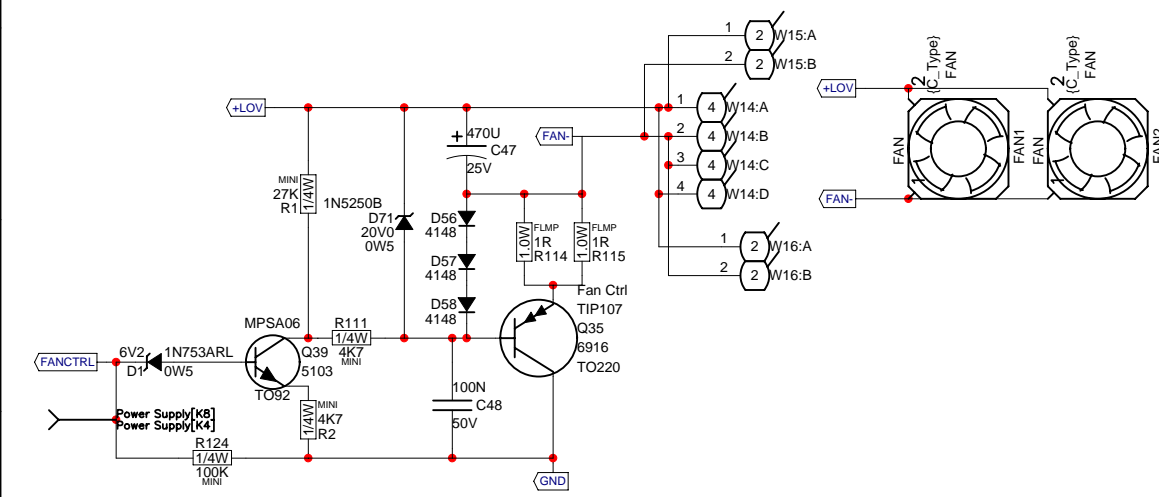 1
2 W15:A
2
2 W15:B
+LOV
1
4 W14:A
FAN-
2
4 W14:B
3
4 W14:C
4
4 W14:D
1
2 W16:A
2
2 W16:B
+
470U
C47
25V
MINI
27K
R1
1/4W
1N5250B
D71
20V0
0W5
D56
4148
D57
4148
D58
4148
1.0W
FLMP
1R
R114
1.0W
FLMP
1R
R115
Fan Ctrl
TIP107
Q35
6916
TO220
MPSA06
Q39
5103
TO92
R111
1/4W
4K7
MINI
FANCTRL
6V2
D1
1N753ARL
0W5
MINI
4K7
R2
1/4W
100N
C48
50V
Power Supply[K8]
Power Supply[K4]
R124
1/4W
100K
MINI
GND
+LOV
FAN-
2
{C_Type}
FAN
FAN
1
FAN1
2
{C_Type}
FAN
FAN
1
FAN2